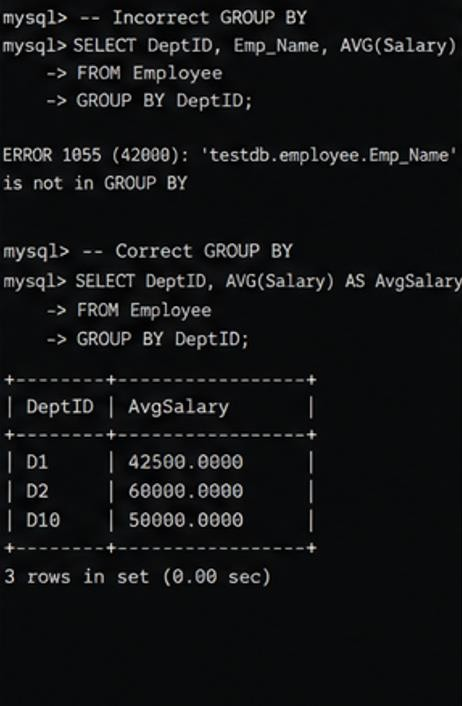 mysql> -- Incorrect GROUP BY
mysql> SELECT DeptID, Emp_Name, AVG(Salary)
    -> FROM Employee
    -> GROUP BY DeptID;
ERROR 1055 (42000): 'testdb.employee.Emp_Name'
is not in GROUP BY
mysql> -- Correct GROUP BY
mysql> SELECT DeptID, AVG(Salary) AS AvgSalary
    -> FROM Employee
    -> GROUP BY DeptID;
+--------+----------------+
| DeptID | AvgSalary      |
+--------+----------------+
| D1     | 42500.0000     |
| D2     | 60000.0000     |
| D10    | 50000.0000     |
+--------+----------------+
3 rows in set (0.00 sec)